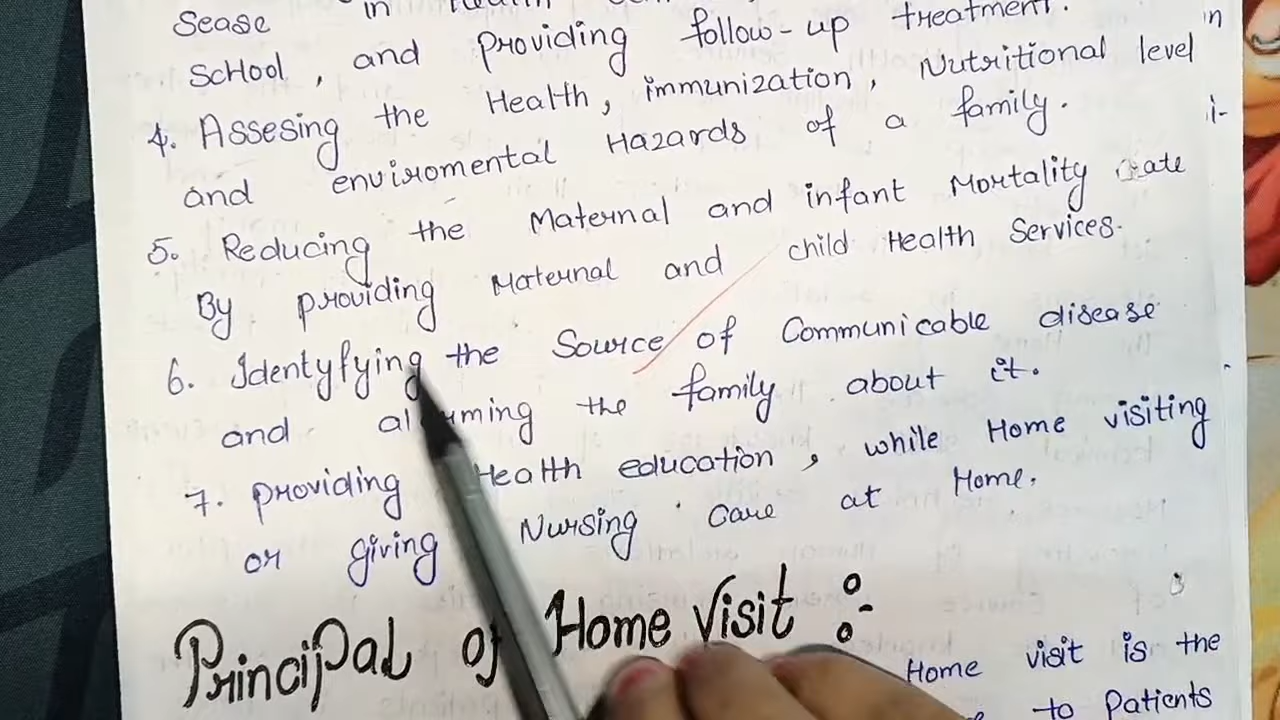 sease in
School, and providing follow-up treatment.
4. Assesing the Health, immunization, Nutritional level
and enviromental Hazards of a family.
5. Reducing the Maternal and infant Mortality
By providing Maternal and child Health Services.
6. Identyfying the Source of Communicable disease
and the family about it.
7. providing Health education, while Home visiting
or giving Nursing care at Home.
Principal of Home Visit :-
Home visit is the
to Patients